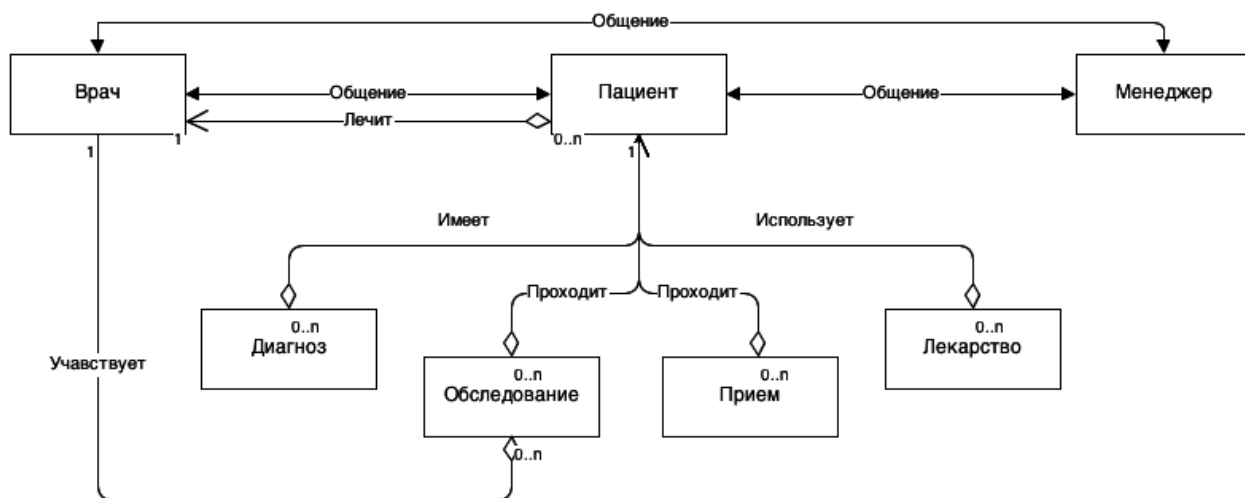 Общение
Врач
Общение
Пациент
Общение
Менеджер
Лечит
1
1
0..n
1
Имеет
Использует
Проходит
Проходит
0..n
Диагноз
0..n
Лекарство
Учавствует
0..n
Обследование
0..n
Прием
0..n